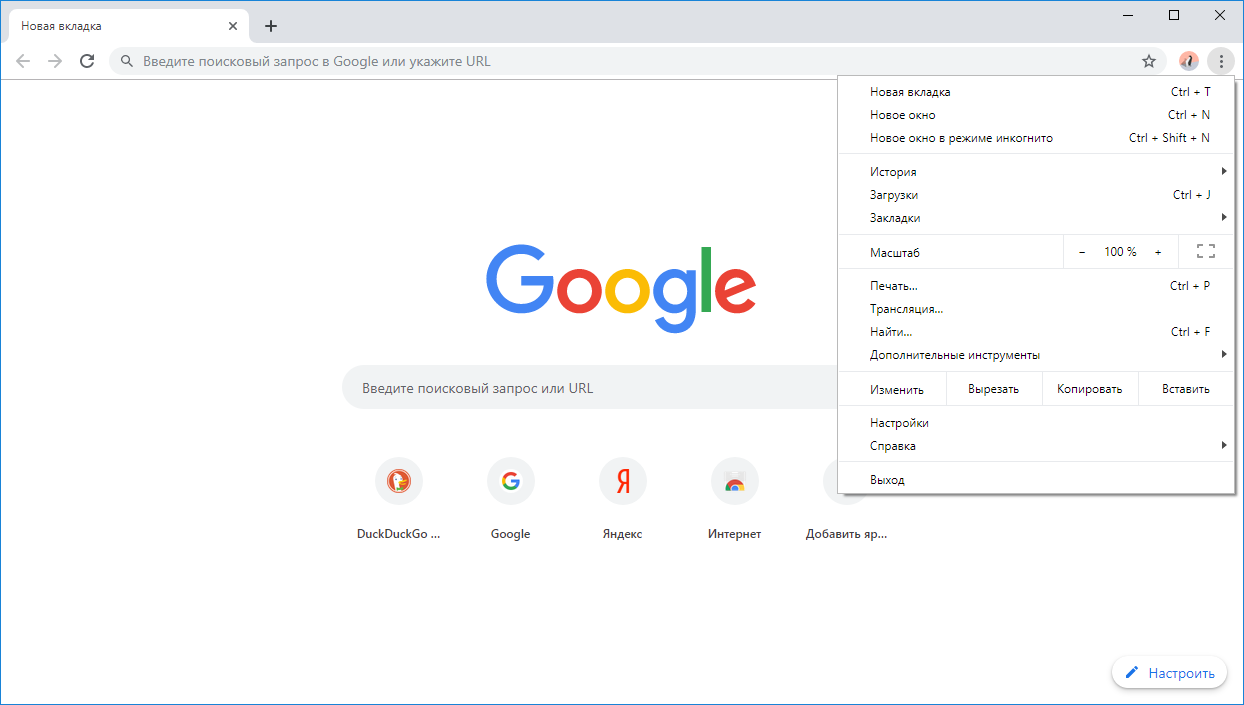 Новая вкладка
Введите поисковый запрос в Google или укажите URL
Новая вкладка Ctrl + T
Новое окно Ctrl + N
Новое окно в режиме инкогнито Ctrl + Shift + N
История
Загрузки Ctrl + J
Закладки
Масштаб − 100 % +
Печать... Ctrl + P
Трансляция...
Найти... Ctrl + F
Дополнительные инструменты
Изменить Вырезать Копировать Вставить
Настройки
Справка
Выход
Google
Введите поисковый запрос или URL
Я
DuckDuckGo ... Google Яндекс Интернет Добавить яр...
Настроить